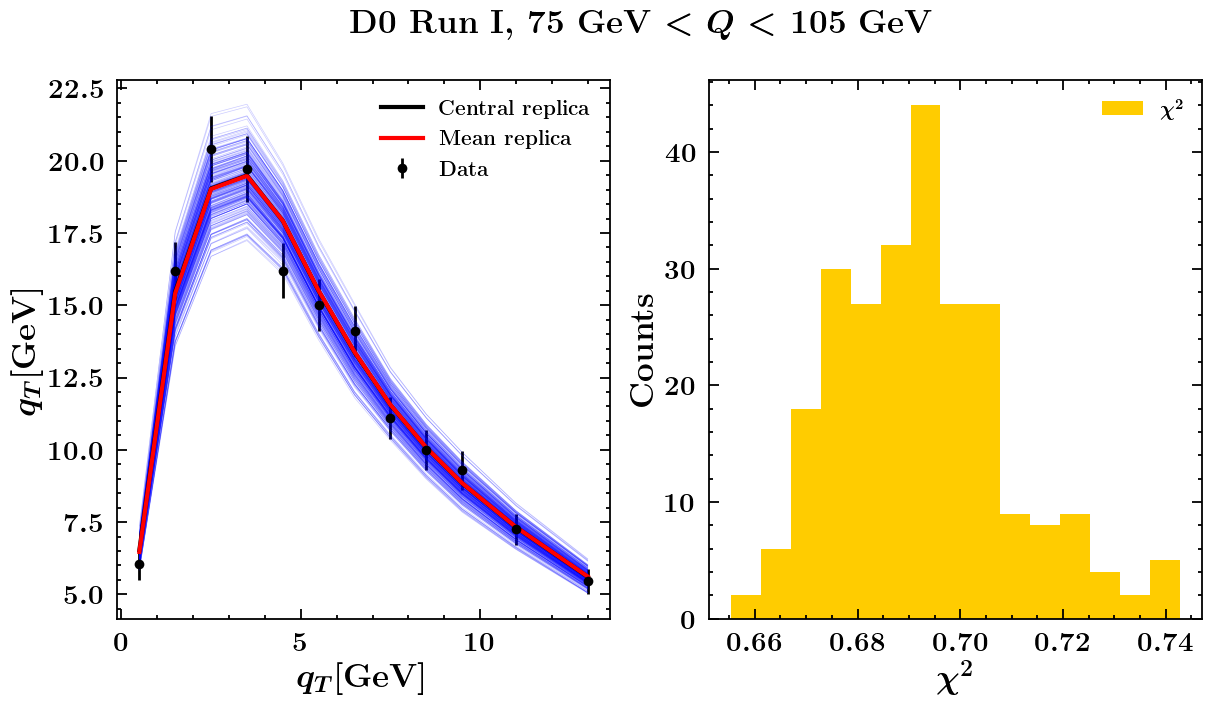 D0 Run I, 75 GeV < Q < 105 GeV
22.5
20.0
17.5
15.0
12.5
10.0
7.5
5.0
q_T[GeV]
Central replica
Mean replica
Data
0
5
10
q_T[GeV]
40
30
20
10
0
Counts
χ²
0.66
0.68
0.70
0.72
0.74
χ²